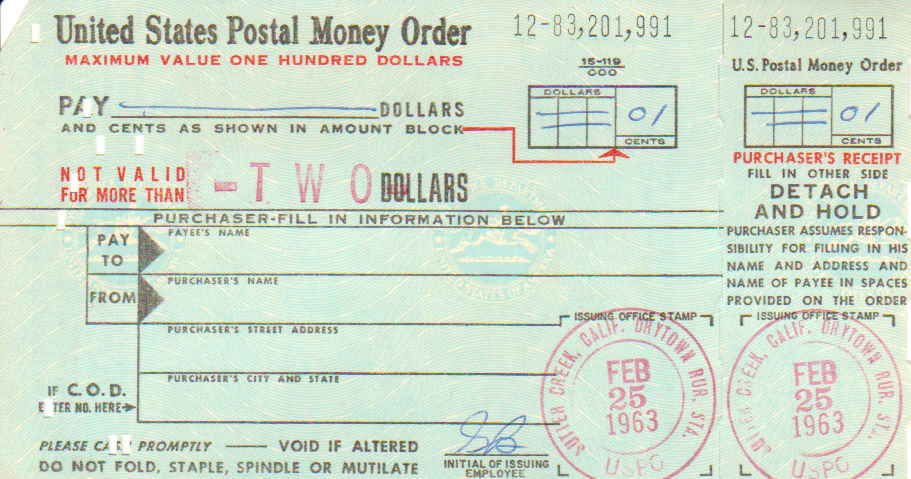 United States Postal Money Order
MAXIMUM VALUE ONE HUNDRED DOLLARS
12-83,201,991
15-119
000
PAY DOLLARS
AND CENTS AS SHOWN IN AMOUNT BLOCK
DOLLARS
01
CENTS
NOT VALID
FOR MORE THAN
-TWO DOLLARS
PURCHASER-FILL IN INFORMATION BELOW
PAY
TO
PAYEE'S NAME
FROM
PURCHASER'S NAME
PURCHASER'S STREET ADDRESS
PURCHASER'S CITY AND STATE
IF C.O.D.
ENTER NO. HERE
PLEASE CASH PROMPTLY —— VOID IF ALTERED
DO NOT FOLD, STAPLE, SPINDLE OR MUTILATE
INITIAL OF ISSUING
EMPLOYEE
ISSUING OFFICE STAMP
SUTTER CREEK, CALIF. DRYTOWN RUR. STA.
FEB
25
1963
USPO
12-83,201,991
U.S. Postal Money Order
DOLLARS
01
CENTS
PURCHASER'S RECEIPT
FILL IN OTHER SIDE
DETACH
AND HOLD
PURCHASER ASSUMES RESPON-
SIBILITY FOR FILLING IN HIS
NAME AND ADDRESS AND
NAME OF PAYEE IN SPACES
PROVIDED ON THE ORDER
ISSUING OFFICE STAMP
SUTTER CREEK, CALIF. DRYTOWN RUR. STA.
FEB
25
1963
USPO